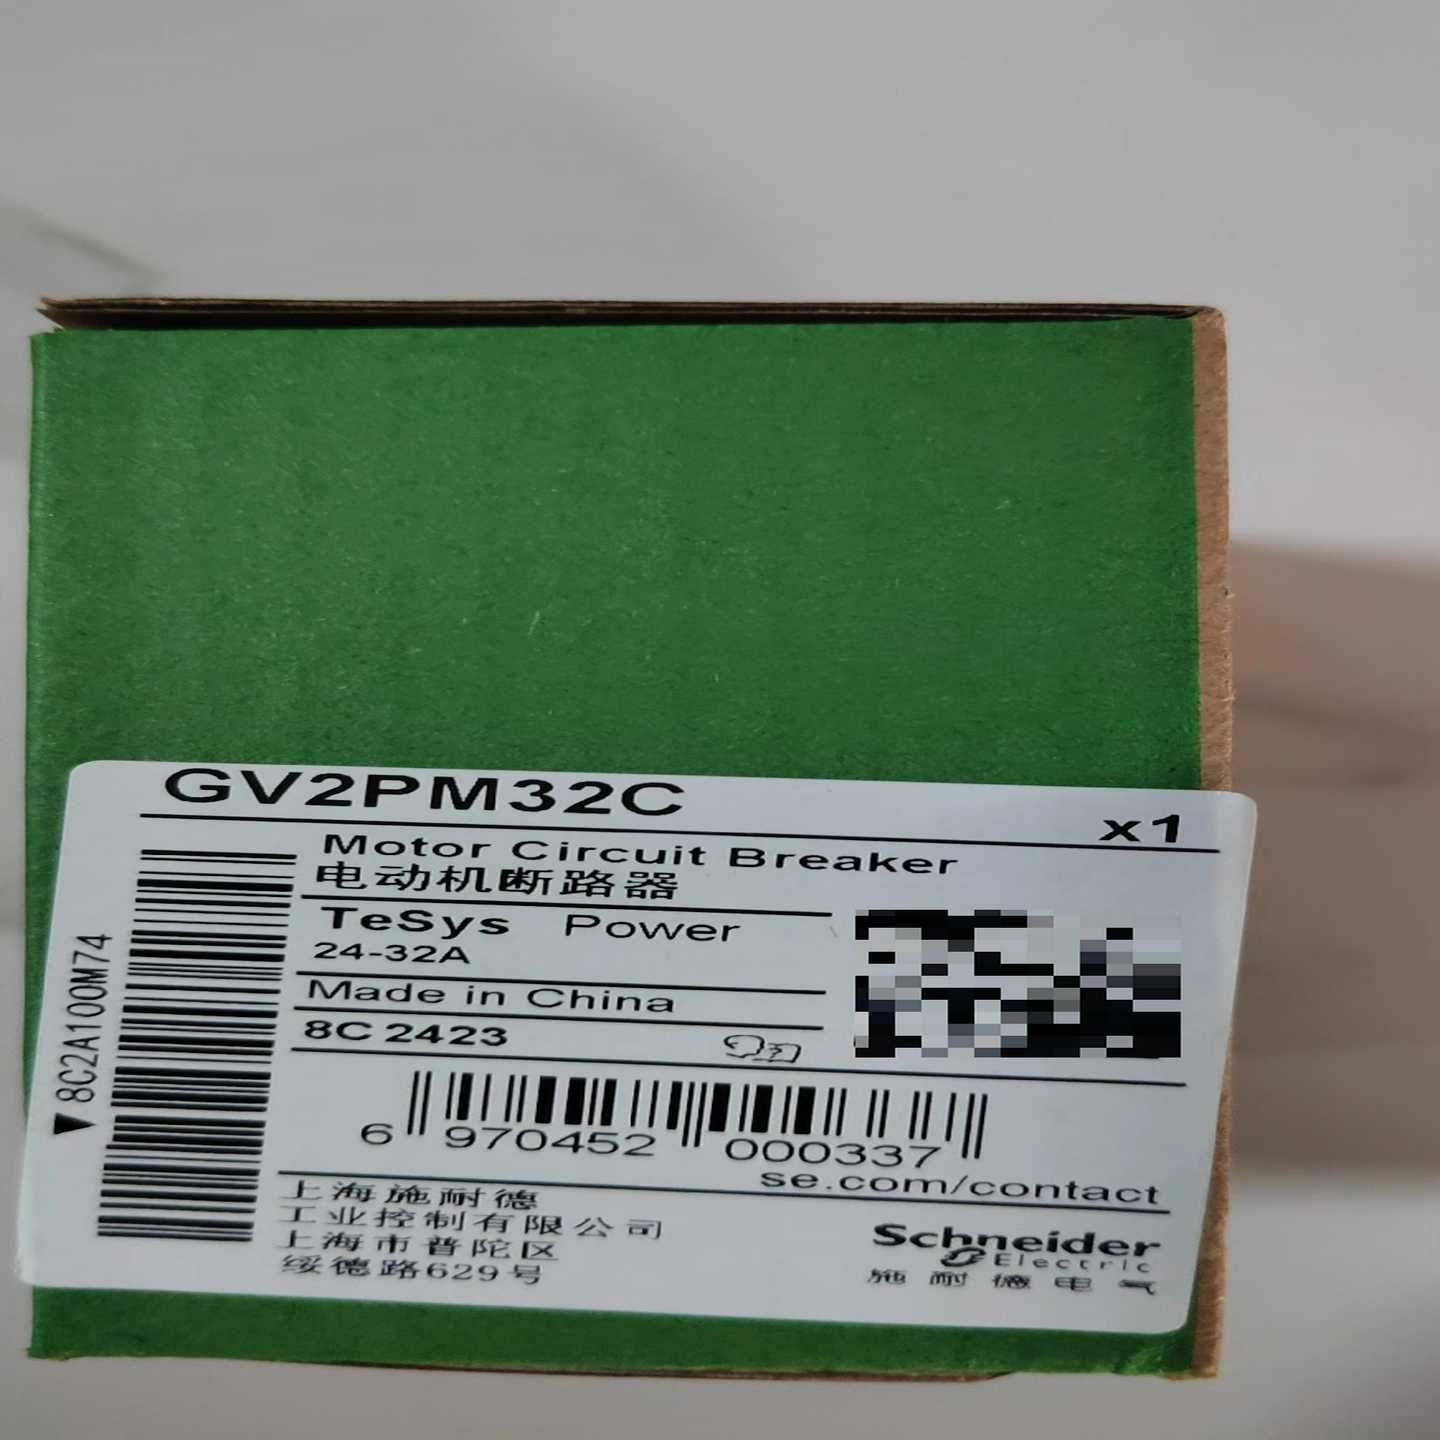 GV2PM32C
x1
Motor Circuit Breaker
电动机断路器
TeSys Power
24-32A
Made in China
8C 2423
8C2A100M74
6 970452 000337
se.com/contact
上海施耐德
工业控制有限公司
上海市普陀区
绥德路629号
Schneider
Electric
施耐德电气